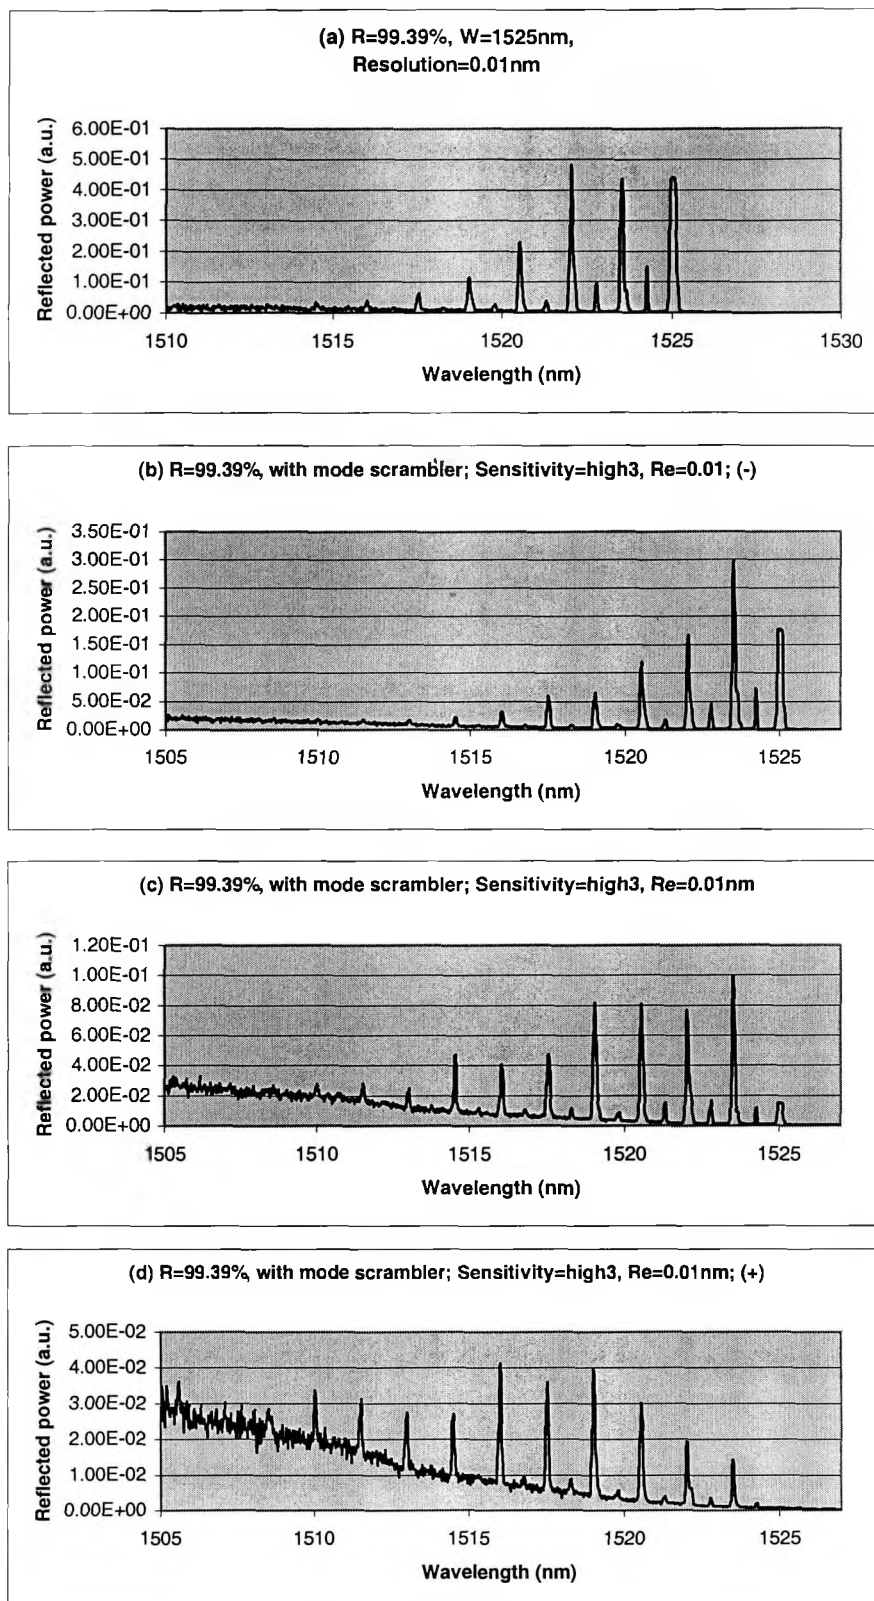 (a) R=99.39%, W=1525nm,
Resolution=0.01nm
Reflected power (a.u.)
6.00E-01
5.00E-01
4.00E-01
3.00E-01
2.00E-01
1.00E-01
0.00E+00
1510 1515 1520 1525 1530
Wavelength (nm)
(b) R=99.39%, with mode scrambler; Sensitivity=high3, Re=0.01; (-)
Reflected power (a.u.)
3.50E-01
3.00E-01
2.50E-01
2.00E-01
1.50E-01
1.00E-01
5.00E-02
0.00E+00
1505 1510 1515 1520 1525
Wavelength (nm)
(c) R=99.39%, with mode scrambler; Sensitivity=high3, Re=0.01nm
Reflected power (a.u.)
1.20E-01
1.00E-01
8.00E-02
6.00E-02
4.00E-02
2.00E-02
0.00E+00
1505 1510 1515 1520 1525
Wavelength (nm)
(d) R=99.39%, with mode scrambler; Sensitivity=high3, Re=0.01nm; (+)
Reflected power (a.u.)
5.00E-02
4.00E-02
3.00E-02
2.00E-02
1.00E-02
0.00E+00
1505 1510 1515 1520 1525
Wavelength (nm)